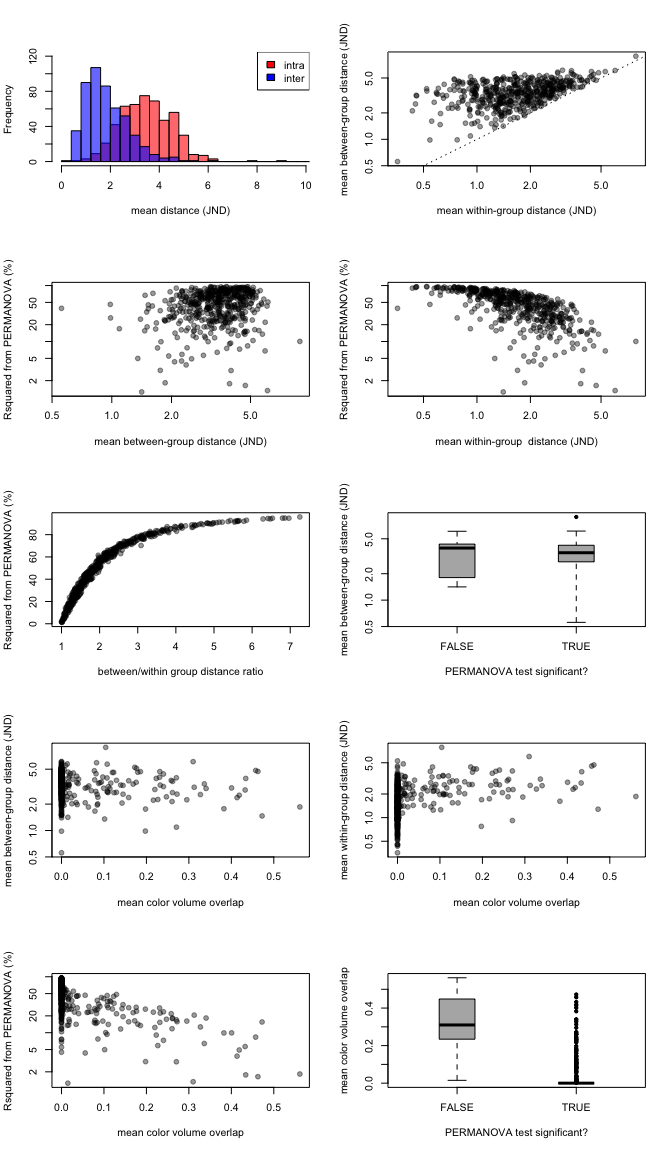 Frequency
0 40 80 120
intra
inter
0 2 4 6 8 10
mean distance (JND)
mean between-group distance (JND)
0.5 1.0 2.0 5.0
0.5 1.0 2.0 5.0
mean within-group distance (JND)
Rsquared from PERMANOVA (%)
2 5 20 50
0.5 1.0 2.0 5.0
mean between-group distance (JND)
Rsquared from PERMANOVA (%)
2 5 20 50
0.5 1.0 2.0 5.0
mean within-group distance (JND)
Rsquared from PERMANOVA (%)
0 20 40 60 80
1 2 3 4 5 6 7
between/within group distance ratio
mean between-group distance (JND)
0.5 1.0 2.0 5.0
FALSE TRUE
PERMANOVA test significant?
mean between-group distance (JND)
0.5 1.0 2.0 5.0
0.0 0.1 0.2 0.3 0.4 0.5
mean color volume overlap
mean within-group distance (JND)
0.5 1.0 2.0 5.0
0.0 0.1 0.2 0.3 0.4 0.5
mean color volume overlap
Rsquared from PERMANOVA (%)
2 5 20 50
0.0 0.1 0.2 0.3 0.4 0.5
mean color volume overlap
mean color volume overlap
0.0 0.2 0.4
FALSE TRUE
PERMANOVA test significant?